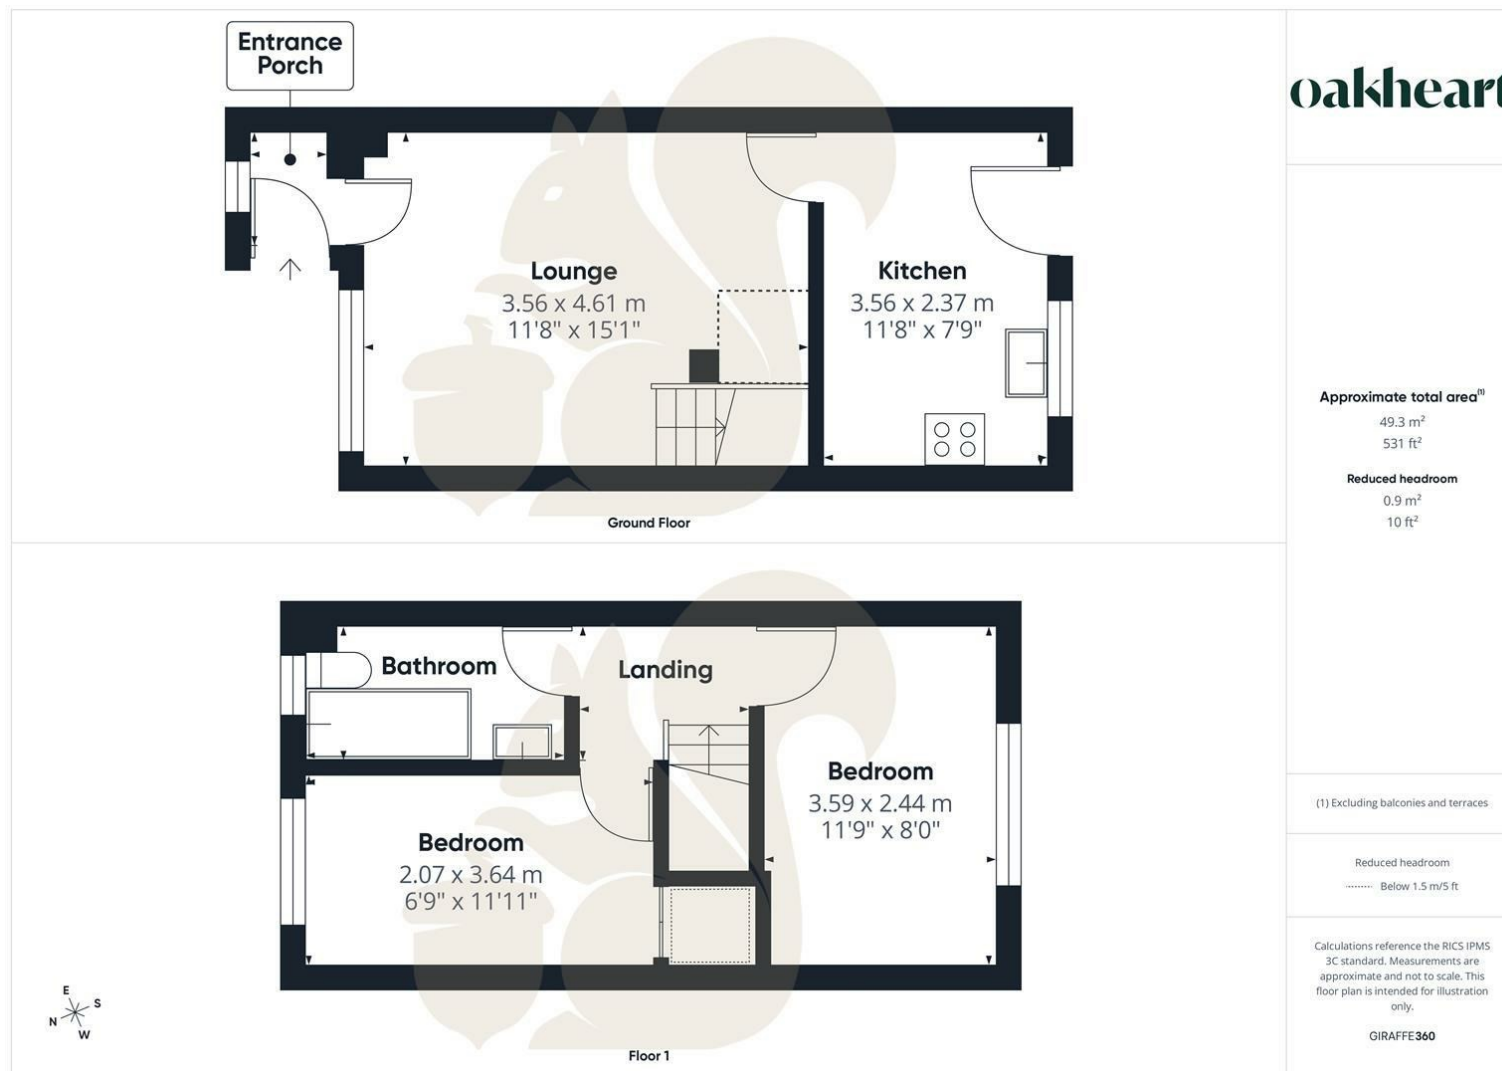 Entrance
Porch
Lounge
3.56 x 4.61 m
11'8" x 15'1"
Kitchen
3.56 x 2.37 m
11'8" x 7'9"
Ground Floor
Bathroom
Landing
Bedroom
3.59 x 2.44 m
11'9" x 8'0"
Bedroom
2.07 x 3.64 m
6'9" x 11'11"
E
S
N
W
Floor 1
oakheart
Approximate total area(1)
49.3 m²
531 ft²
Reduced headroom
0.9 m²
10 ft²
(1) Excluding balconies and terraces
Reduced headroom
Below 1.5 m/5 ft
Calculations reference the RICS IPMS
3C standard. Measurements are
approximate and not to scale. This
floor plan is intended for illustration
only.
GIRAFFE360